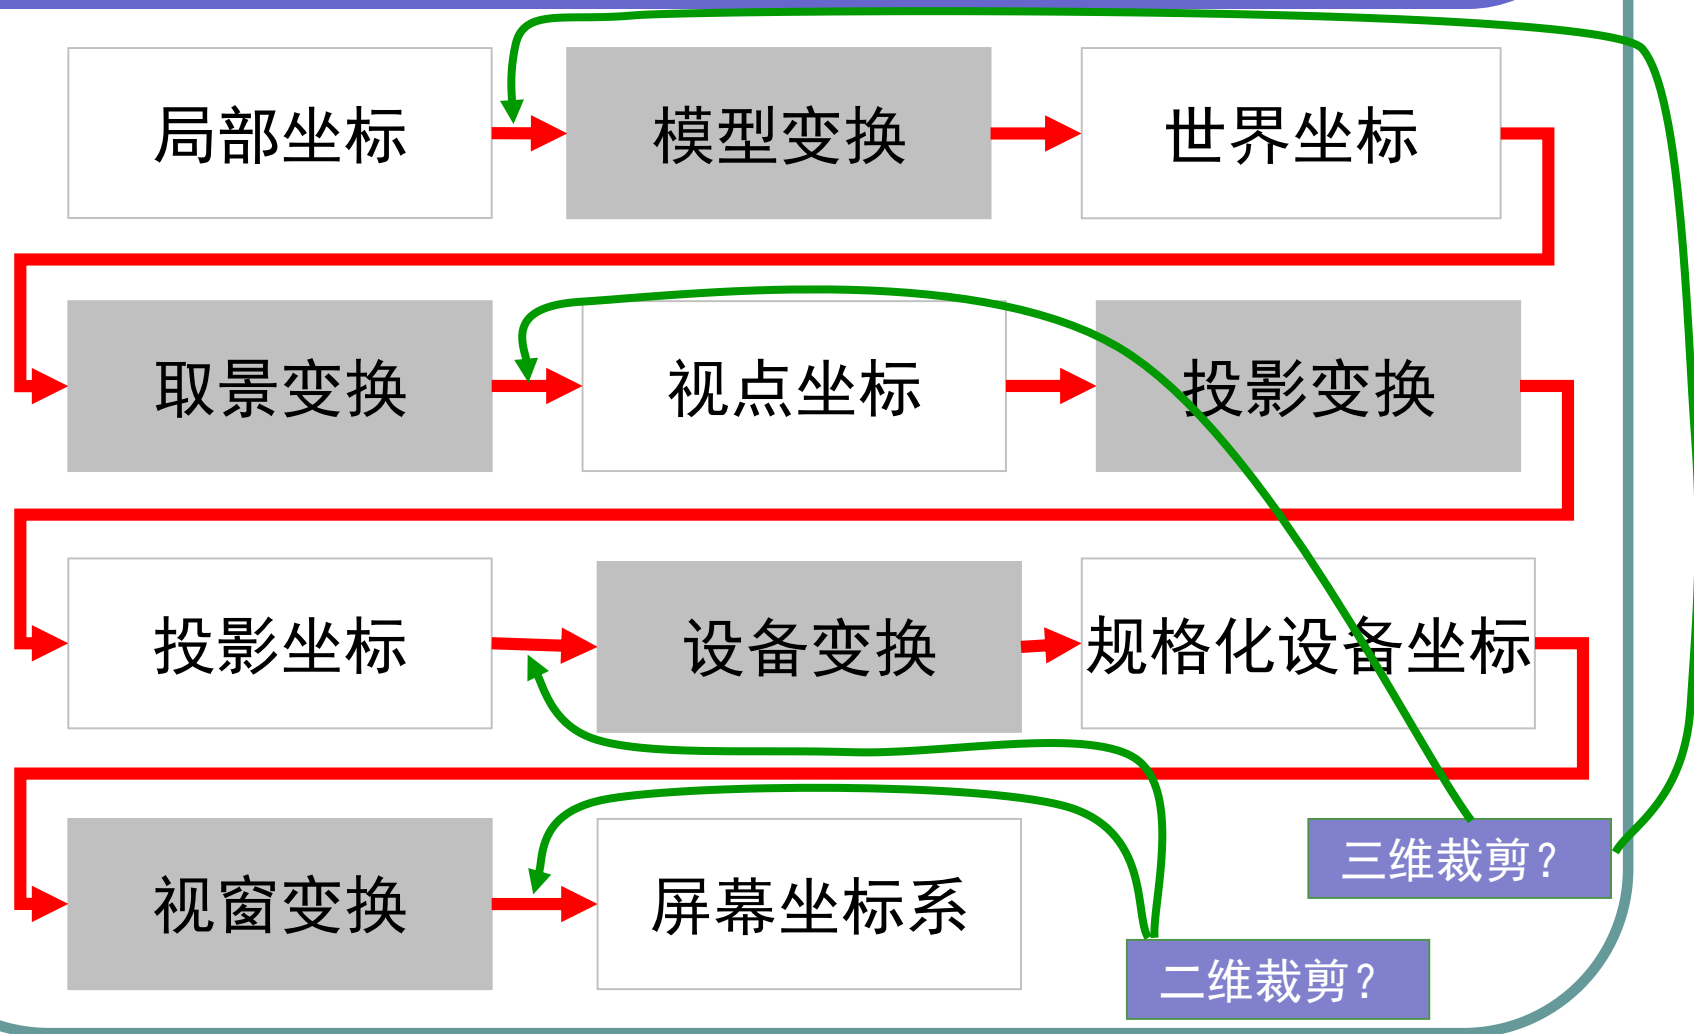 局部坐标
模型变换
世界坐标
取景变换
视点坐标
投影变换
投影坐标
设备变换
规格化设备坐标
视窗变换
屏幕坐标系
三维裁剪?
二维裁剪?